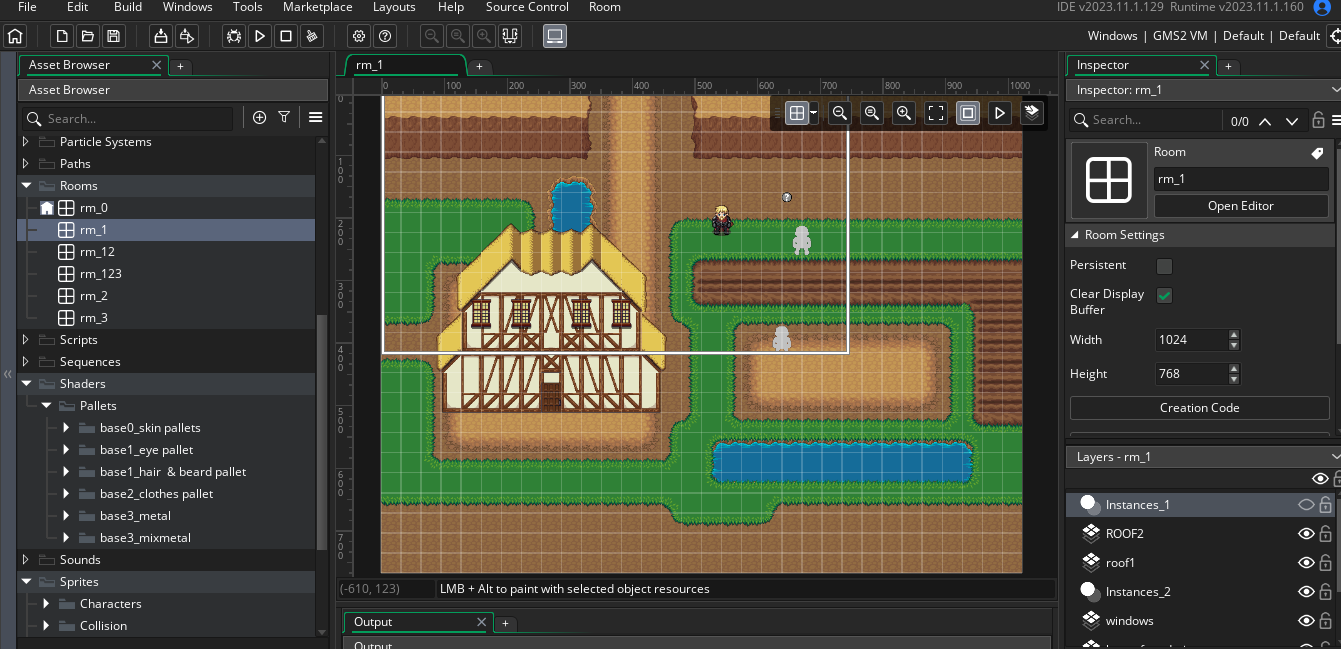 File Edit Build Windows Tools Marketplace Layouts Help Source Control Room IDE v2023.11.1.129 Runtime v2023.11.1.160 Default
Windows | GMS2 VM | Default | Default
Asset Browser
rm_1
Inspector
Asset Browser
Inspector: rm_1
0 100 200 300 400 500 600 700 800 900 1000
0
100
200
300
400
500
600
700
Search...
Search...
0/0
Particle Systems
Paths
Rooms
rm_0
rm_1
rm_12
rm_123
rm_2
rm_3
Scripts
Sequences
Shaders
Pallets
base0_skin pallets
base1_eye pallet
base1_hair & beard pallet
base2_clothes pallet
base3_metal
base3_mixmetal
Sounds
Sprites
Characters
Collision
(-610, 123)
LMB + Alt to paint with selected object resources
Output
Output
Room
rm_1
Open Editor
Room Settings
Persistent
Clear Display
Buffer
Width 1024
Height 768
Creation Code
Layers - rm_1
Instances_1
ROOF2
roof1
Instances_2
windows